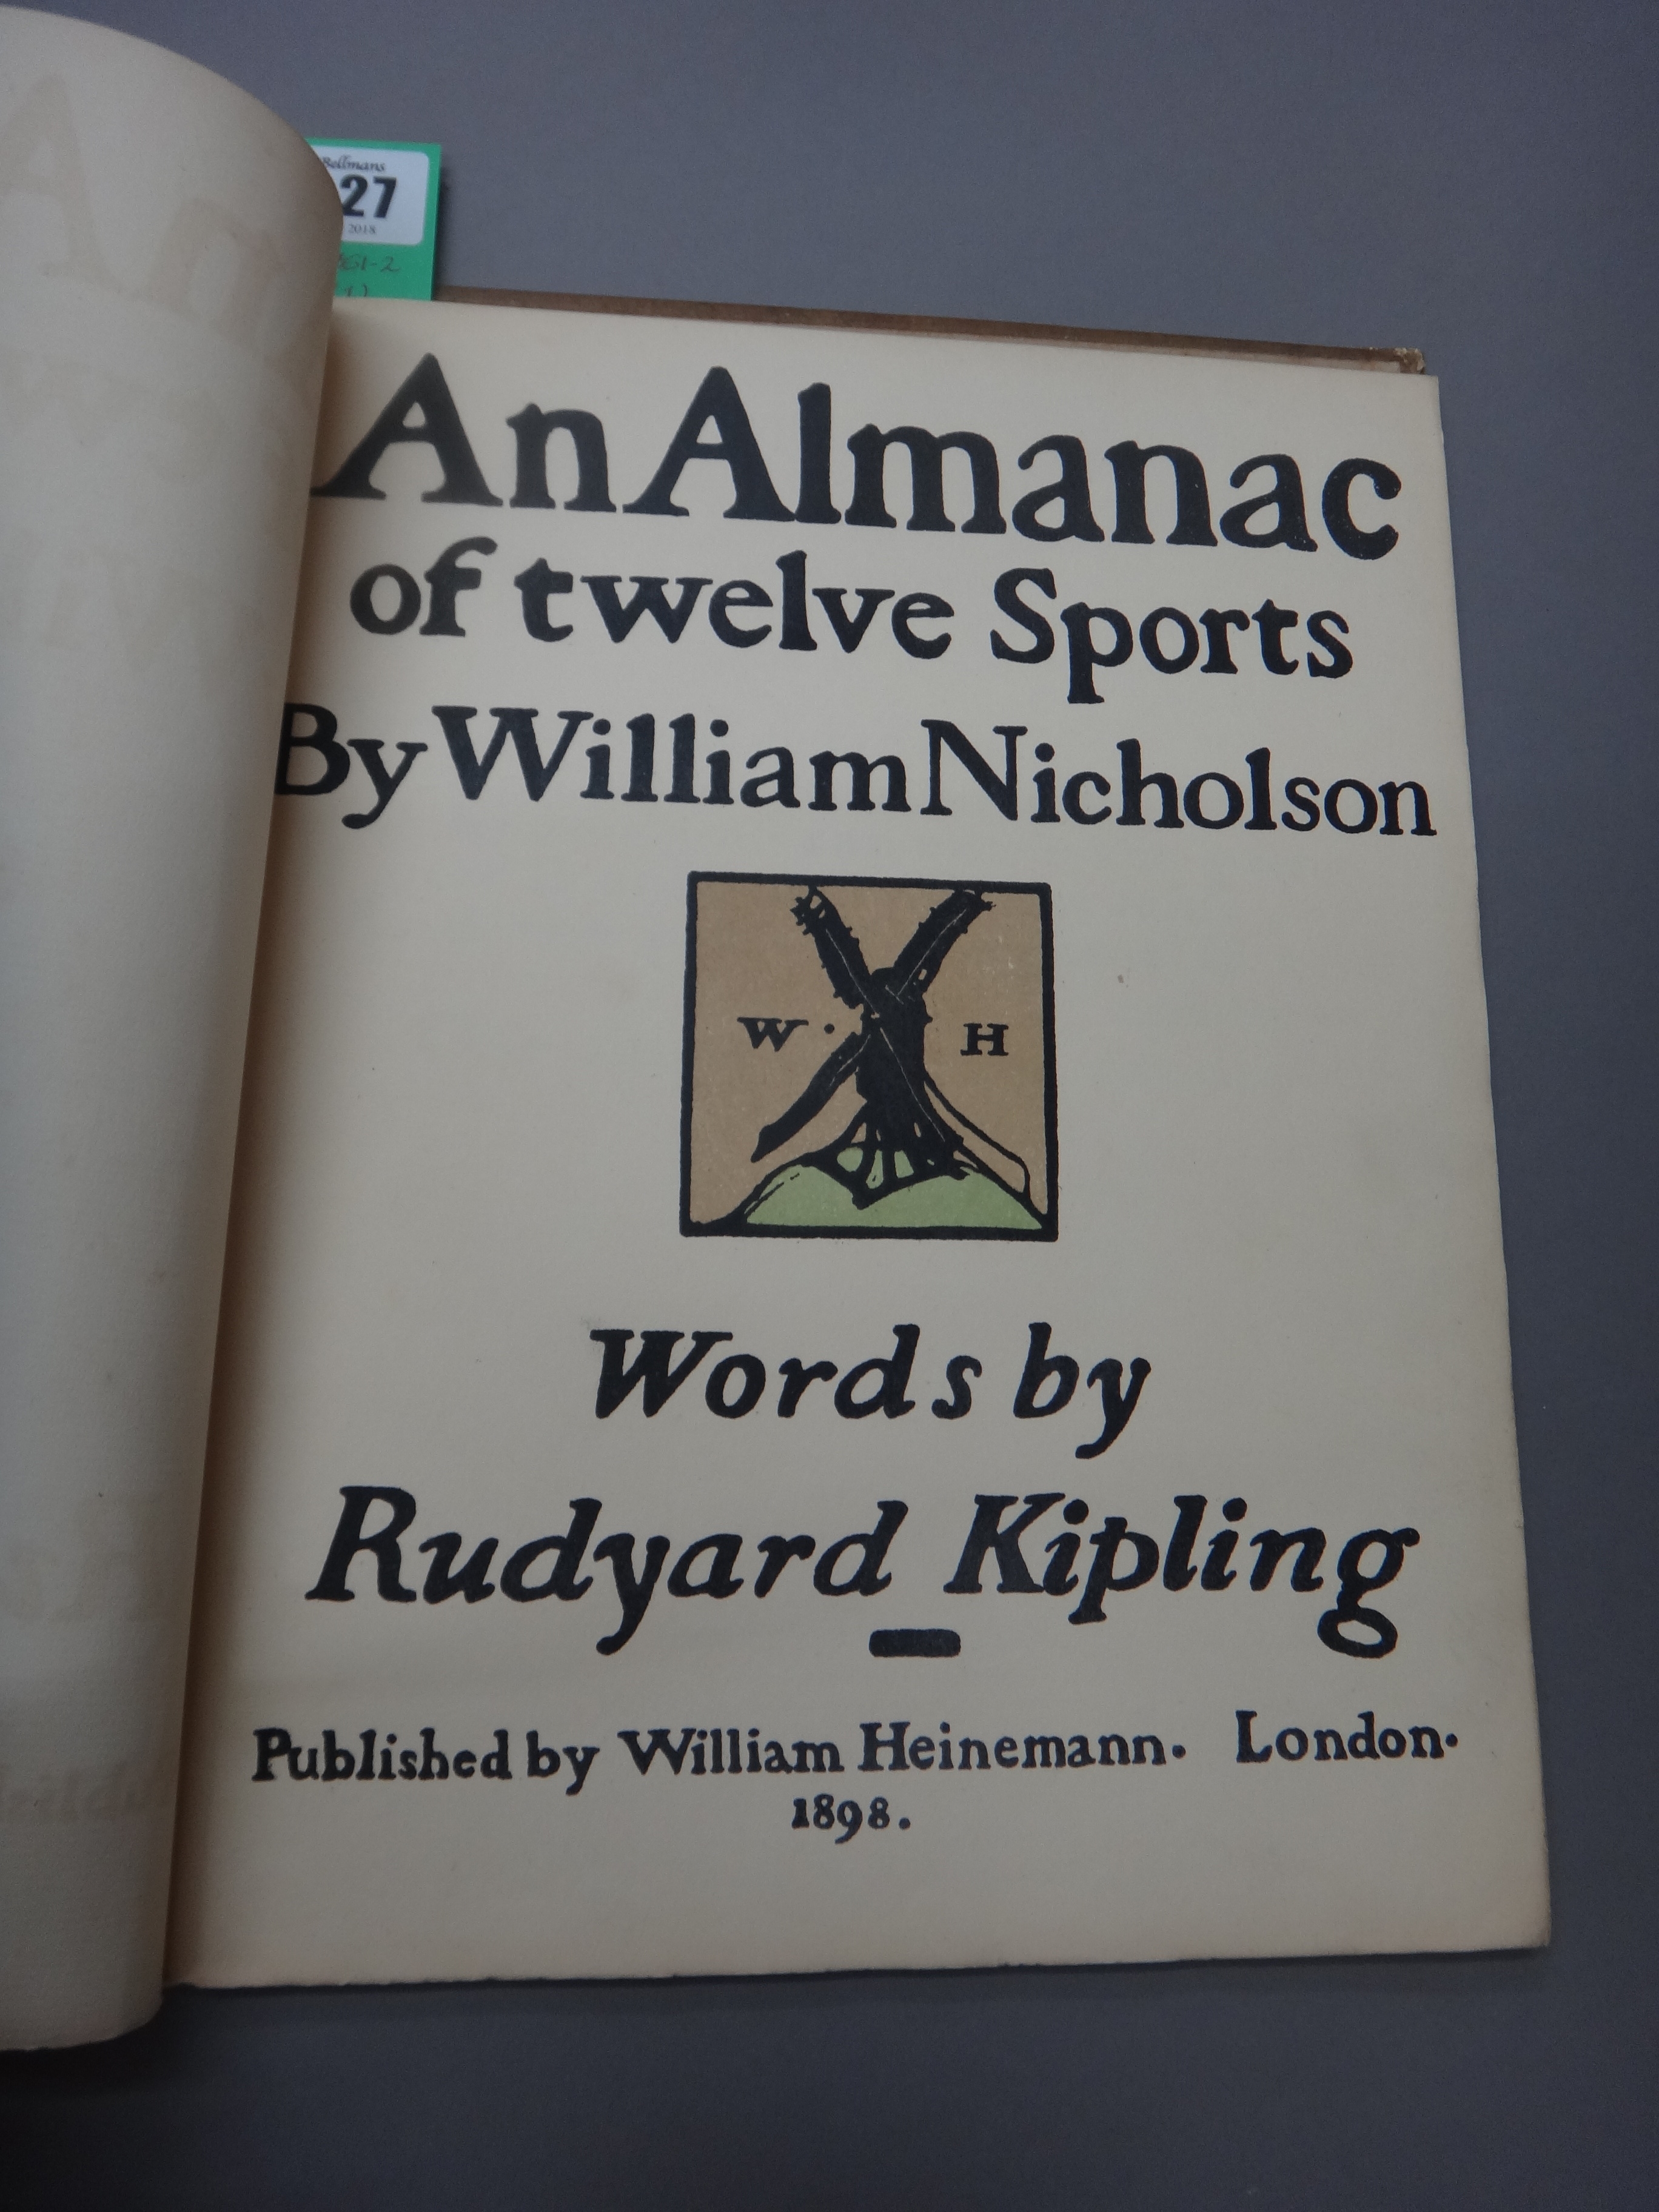 Bellmans
27
2018
An Almanac
of twelve Sports
By William Nicholson
W · H
Words by
Rudyard Kipling
Published by William Heinemann. London.
1898.